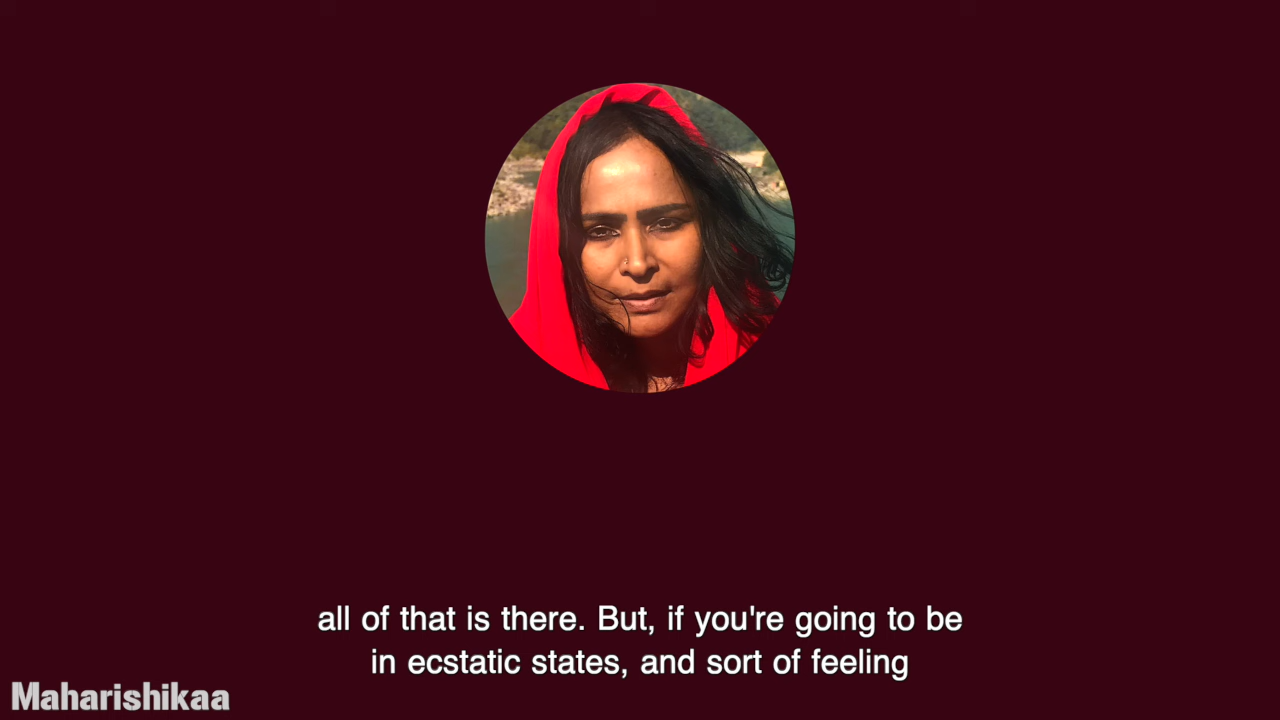 all of that is there. But, if you're going to be
in ecstatic states, and sort of feeling
Maharishikaa